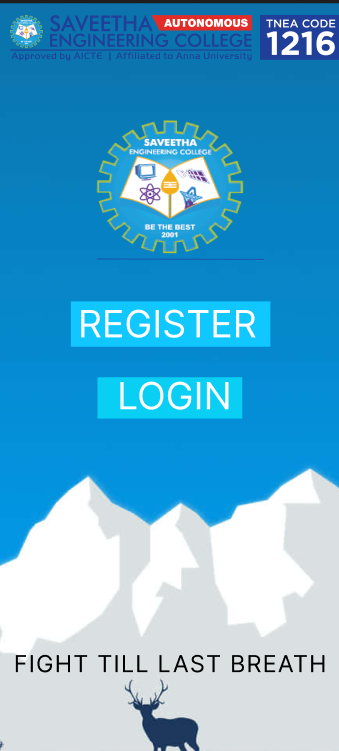 SAVEETHA AUTONOMOUS
ENGINEERING COLLEGE
Approved by AICTE | Affiliated to Anna University
TNEA CODE
1216
SAVEETHA
ENGINEERING COLLEGE
BE THE BEST
2001
REGISTER
LOGIN
FIGHT TILL LAST BREATH